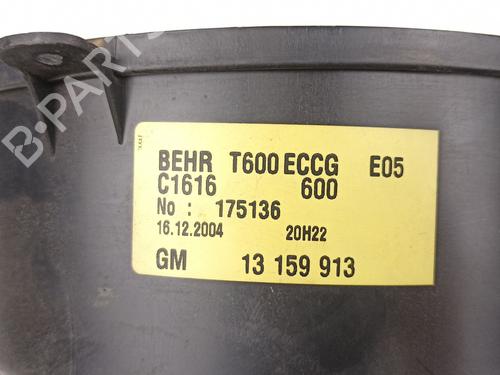 BEHR T600 ECCG E05
C1616 600
No : 175136
16.12.2004 20H22
GM 13 159 913
B-PARTS